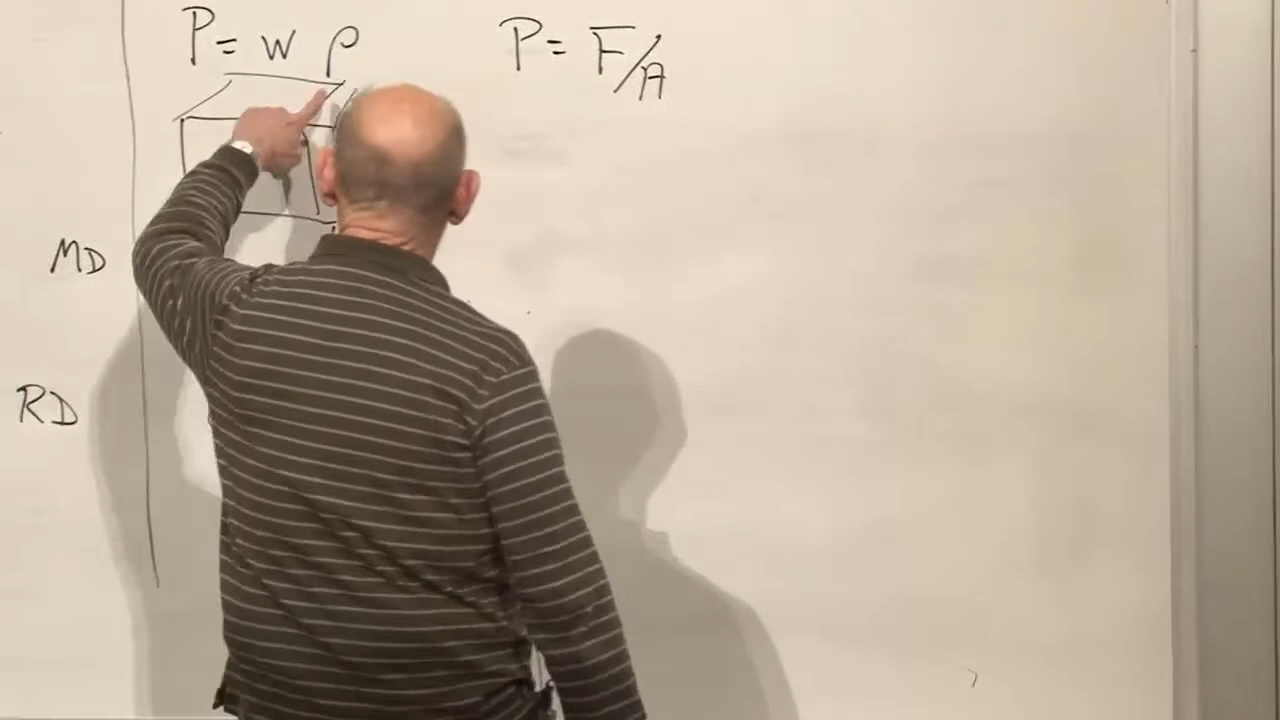 P = w ρ
P = F/A
MD
RD